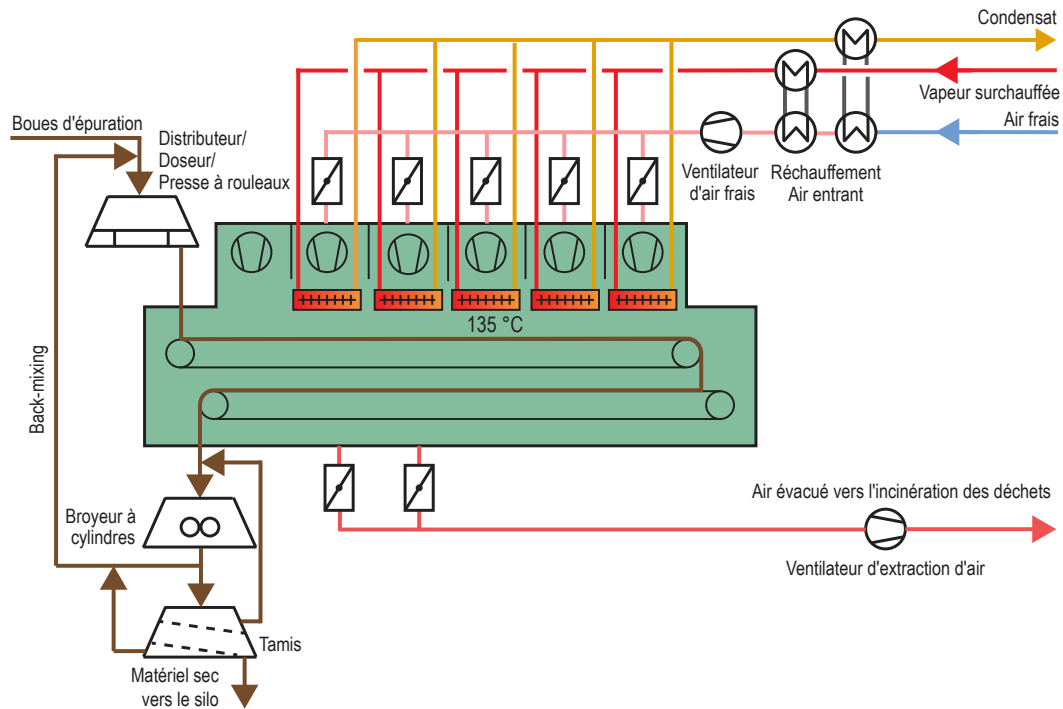 Condensat
Vapeur surchauffée
Air frais
Boues d'épuration
Distributeur/
Doseur/
Presse à rouleaux
Ventilateur
d'air frais
Réchauffement
Air entrant
135 °C
Back-mixing
Broyeur à
cylindres
Air évacué vers l'incinération des déchets
Ventilateur d'extraction d'air
Tamis
Matériel sec
vers le silo